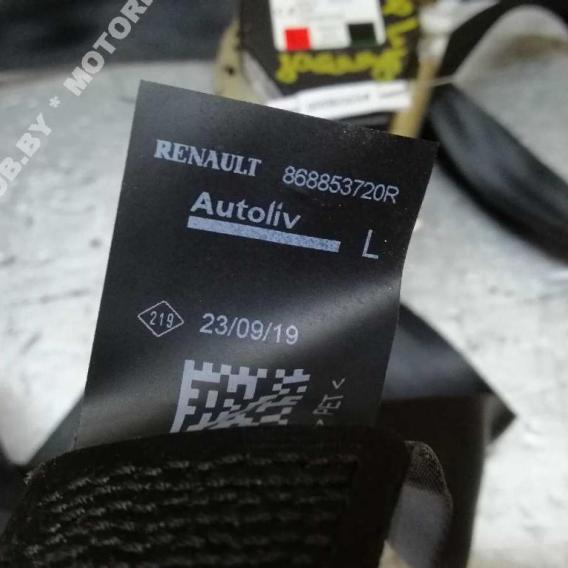 RENAULT 868853720R
Autoliv
L
219 23/09/19
>PET<